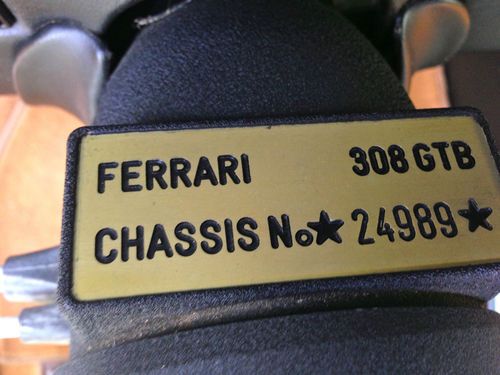 FERRARI 308 GTB
CHASSIS No★ 24989★